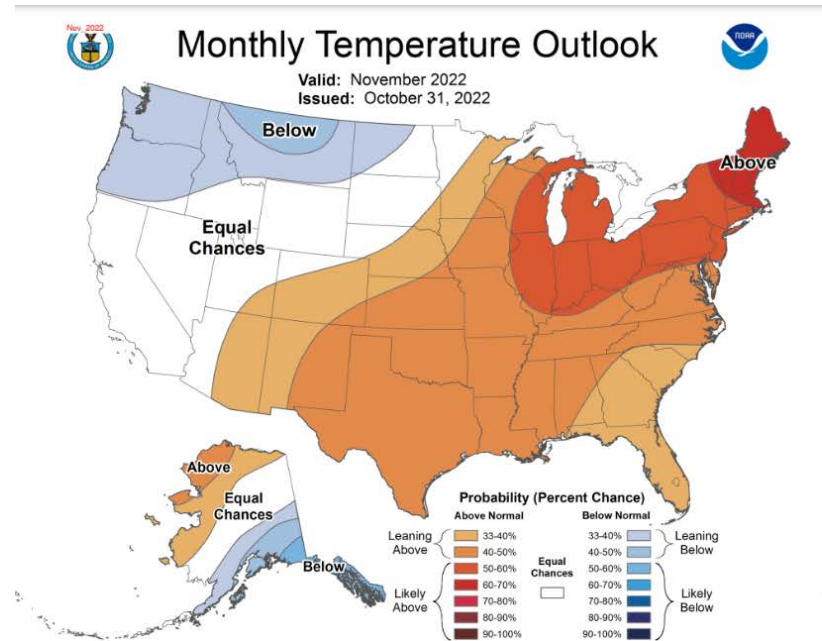 Nev_2022
NOAA
Monthly Temperature Outlook
Valid: November 2022
Issued: October 31, 2022
Below
Above
Equal
Chances
Above
Equal
Chances
Below
Probability (Percent Chance)
Above Normal
Below Normal
Leaning
Above
33-40%
40-50%
Likely
Above
50-60%
60-70%
70-80%
80-90%
90-100%
Equal
Chances
33-40%
40-50%
Leaning
Below
50-60%
60-70%
70-80%
80-90%
90-100%
Likely
Below